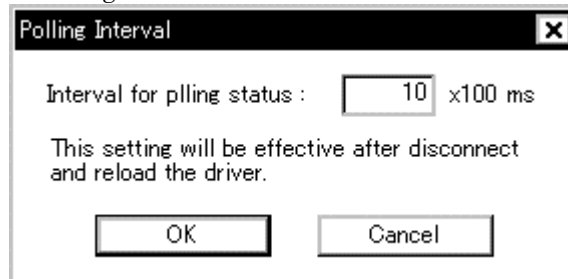 Polling Interval
Interval for plling status : 10 x100 ms
This setting will be effective after disconnect
and reload the driver.
OK Cancel